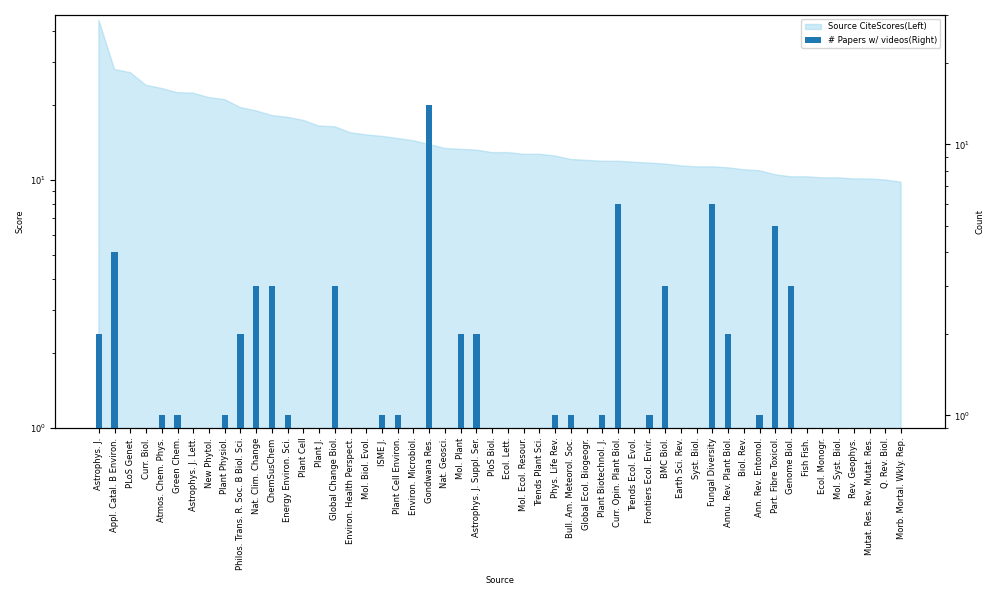 Source CiteScores(Left)
# Papers w/ videos(Right)
10¹
10⁰
Score
10¹
10⁰
Count
Astrophys. J.
Appl. Catal. B Environ.
PLoS Genet.
Curr. Biol.
Atmos. Chem. Phys.
Green Chem.
Astrophys. J. Lett.
New Phytol.
Plant Physiol.
Philos. Trans. R. Soc. B Biol. Sci.
Nat. Clim. Change
ChemSusChem
Energy Environ. Sci.
Plant Cell
Plant J.
Global Change Biol.
Environ. Health Perspect.
Mol. Biol. Evol.
ISME J.
Plant Cell Environ.
Environ. Microbiol.
Gondwana Res.
Nat. Geosci.
Mol. Plant
Astrophys. J. Suppl. Ser.
PloS Biol.
Ecol. Lett.
Mol. Ecol. Resour.
Trends Plant Sci.
Phys. Life Rev.
Bull. Am. Meteorol. Soc.
Global Ecol. Biogeogr.
Plant Biotechnol. J.
Curr. Opin. Plant Biol.
Trends Ecol. Evol.
Frontiers Ecol. Envir.
BMC Biol.
Earth Sci. Rev.
Syst. Biol.
Fungal Diversity
Annu. Rev. Plant Biol.
Biol. Rev.
Ann. Rev. Entomol.
Part. Fibre Toxicol.
Genome Biol.
Fish Fish.
Ecol. Monogr.
Mol. Syst. Biol.
Rev. Geophys.
Mutat. Res. Rev. Mutat. Res.
Q. Rev. Biol.
Morb. Mortal. Wkly. Rep.
Source